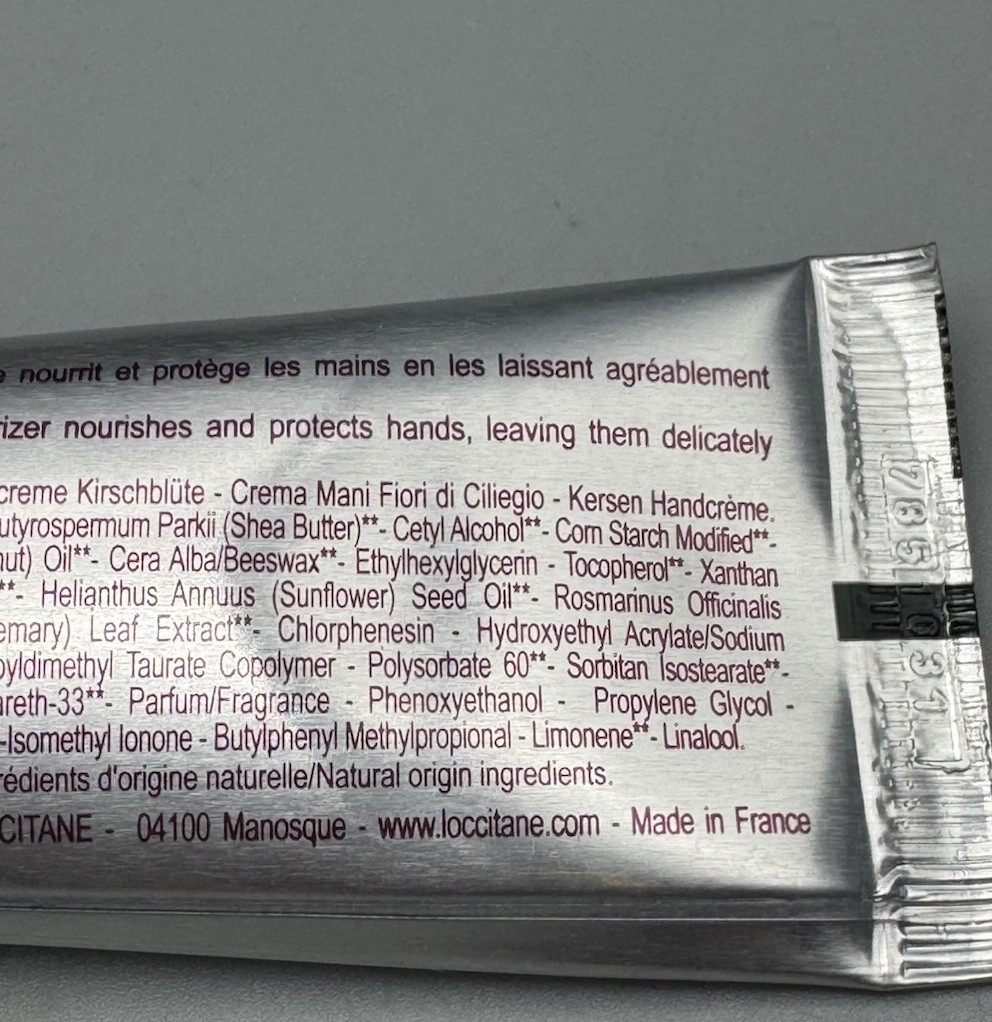 nourrit et protège les mains en les laissant agréablement
rizer nourishes and protects hands, leaving them delicately
creme Kirschblüte - Crema Mani Fiori di Ciliegio - Kersen Handcrème.
utyrospermum Parkii (Shea Butter)**- Cetyl Alcohol**- Corn Starch Modified**-
nut) Oil**- Cera Alba/Beeswax**- Ethylhexylglycerin - Tocopherol**- Xanthan
**- Helianthus Annuus (Sunflower) Seed Oil**- Rosmarinus Officinalis
emary) Leaf Extract**- Chlorphenesin - Hydroxyethyl Acrylate/Sodium
oyldimethyl Taurate Copolymer - Polysorbate 60**- Sorbitan Isostearate**-
areth-33**- Parfum/Fragrance - Phenoxyethanol - Propylene Glycol -
-Isomethyl Ionone - Butylphenyl Methylpropional - Limonene**- Linalool.
rédients d'origine naturelle/Natural origin ingredients.
CCITANE - 04100 Manosque - www.loccitane.com - Made in France